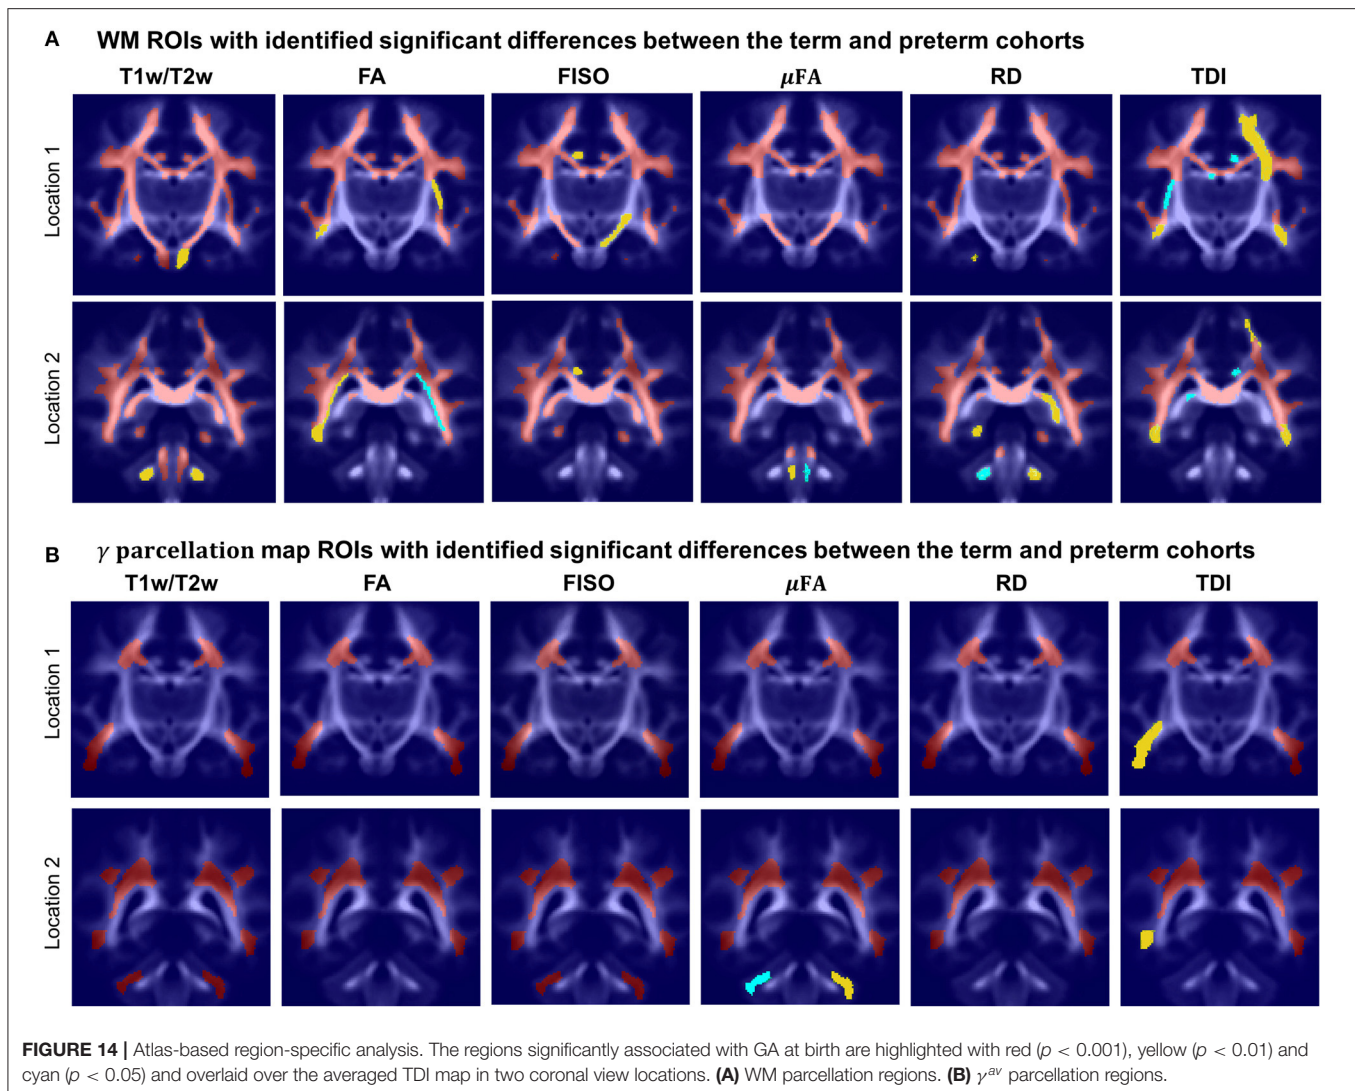 A WM ROIs with identified significant differences between the term and preterm cohorts
T1w/T2w FA FISO μFA RD TDI
Location 1
Location 2
B γ parcellation map ROIs with identified significant differences between the term and preterm cohorts
T1w/T2w FA FISO μFA RD TDI
Location 1
Location 2
FIGURE 14 | Atlas-based region-specific analysis. The regions significantly associated with GA at birth are highlighted with red (p < 0.001), yellow (p < 0.01) and
cyan (p < 0.05) and overlaid over the averaged TDI map in two coronal view locations. (A) WM parcellation regions. (B) γav parcellation regions.